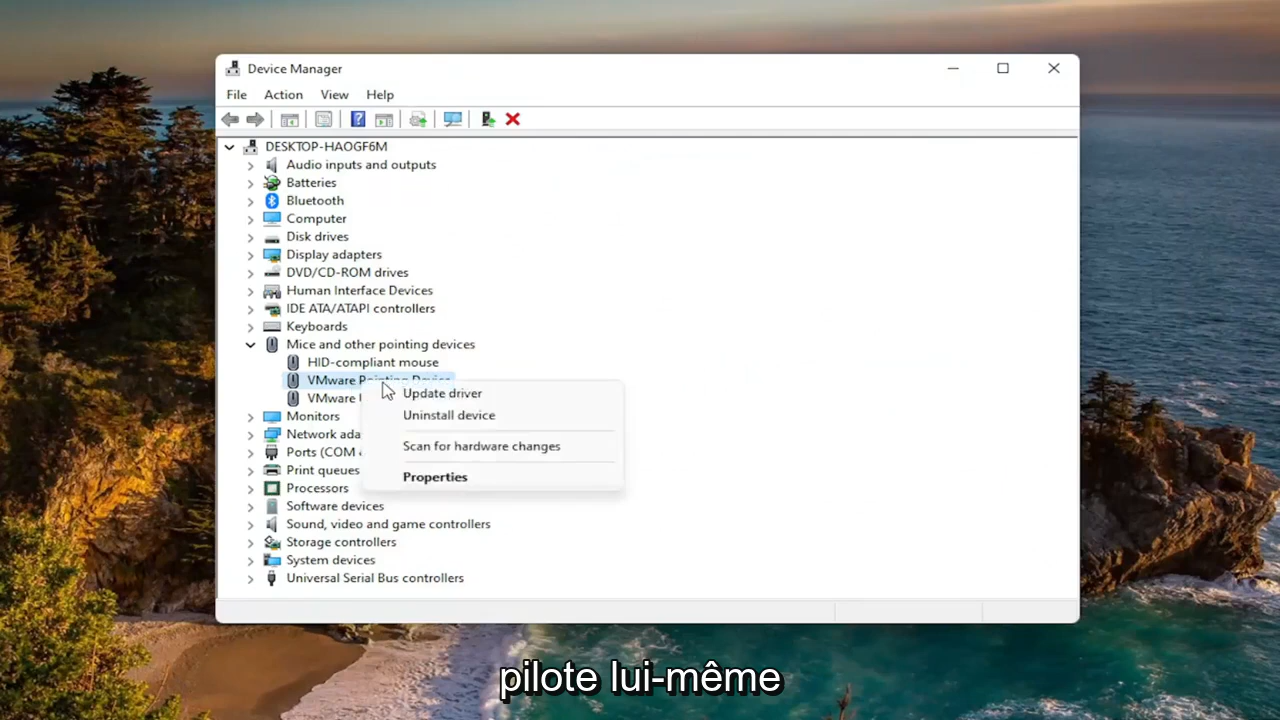 Device Manager
File Action View Help
DESKTOP-HAOGF6M
Audio inputs and outputs
Batteries
Bluetooth
Computer
Disk drives
Display adapters
DVD/CD-ROM drives
Human Interface Devices
IDE ATA/ATAPI controllers
Keyboards
Mice and other pointing devices
HID-compliant mouse
VMware Pointing Device
VMware
Monitors
Network ada
Ports (COM
Print queues
Processors
Software devices
Sound, video and game controllers
Storage controllers
System devices
Universal Serial Bus controllers
Update driver
Uninstall device
Scan for hardware changes
Properties
pilote lui-même